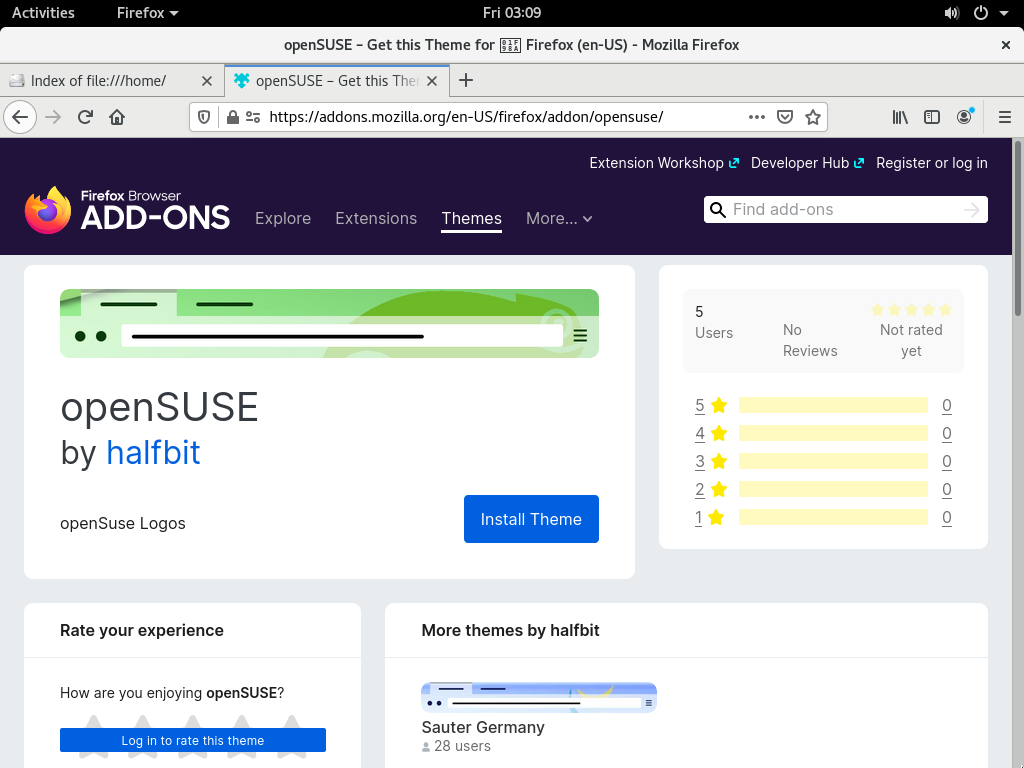 Activities
Firefox
Fri 03:09
openSUSE – Get this Theme for 01F98A Firefox (en-US) - Mozilla Firefox
Index of file:///home/
openSUSE – Get this Ther
https://addons.mozilla.org/en-US/firefox/addon/opensuse/
Extension Workshop
Developer Hub
Register or log in
Firefox Browser
ADD-ONS
Explore
Extensions
Themes
More...
Find add-ons
openSUSE
by halfbit
openSuse Logos
Install Theme
5
Users
No
Reviews
Not rated
yet
5 0
4 0
3 0
2 0
1 0
Rate your experience
How are you enjoying openSUSE?
Log in to rate this theme
More themes by halfbit
Sauter Germany
28 users